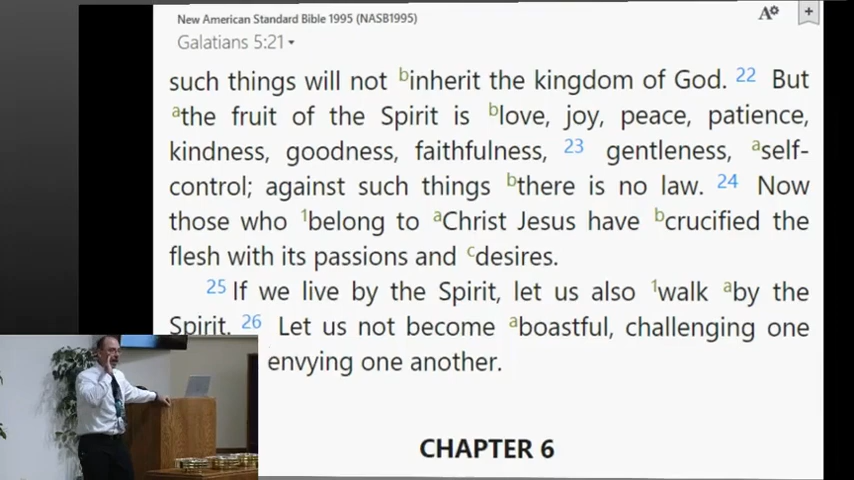 New American Standard Bible 1995 (NASB1995)
Galatians 5:21
such things will not binherit the kingdom of God. 22 But
athe fruit of the Spirit is blove, joy, peace, patience,
kindness, goodness, faithfulness, 23 gentleness, aself-
control; against such things bthere is no law. 24 Now
those who 1belong to aChrist Jesus have bcrucified the
flesh with its passions and cdesires.
25 If we live by the Spirit, let us also 1walk aby the
Spirit. 26 Let us not become aboastful, challenging one
envying one another.
CHAPTER 6